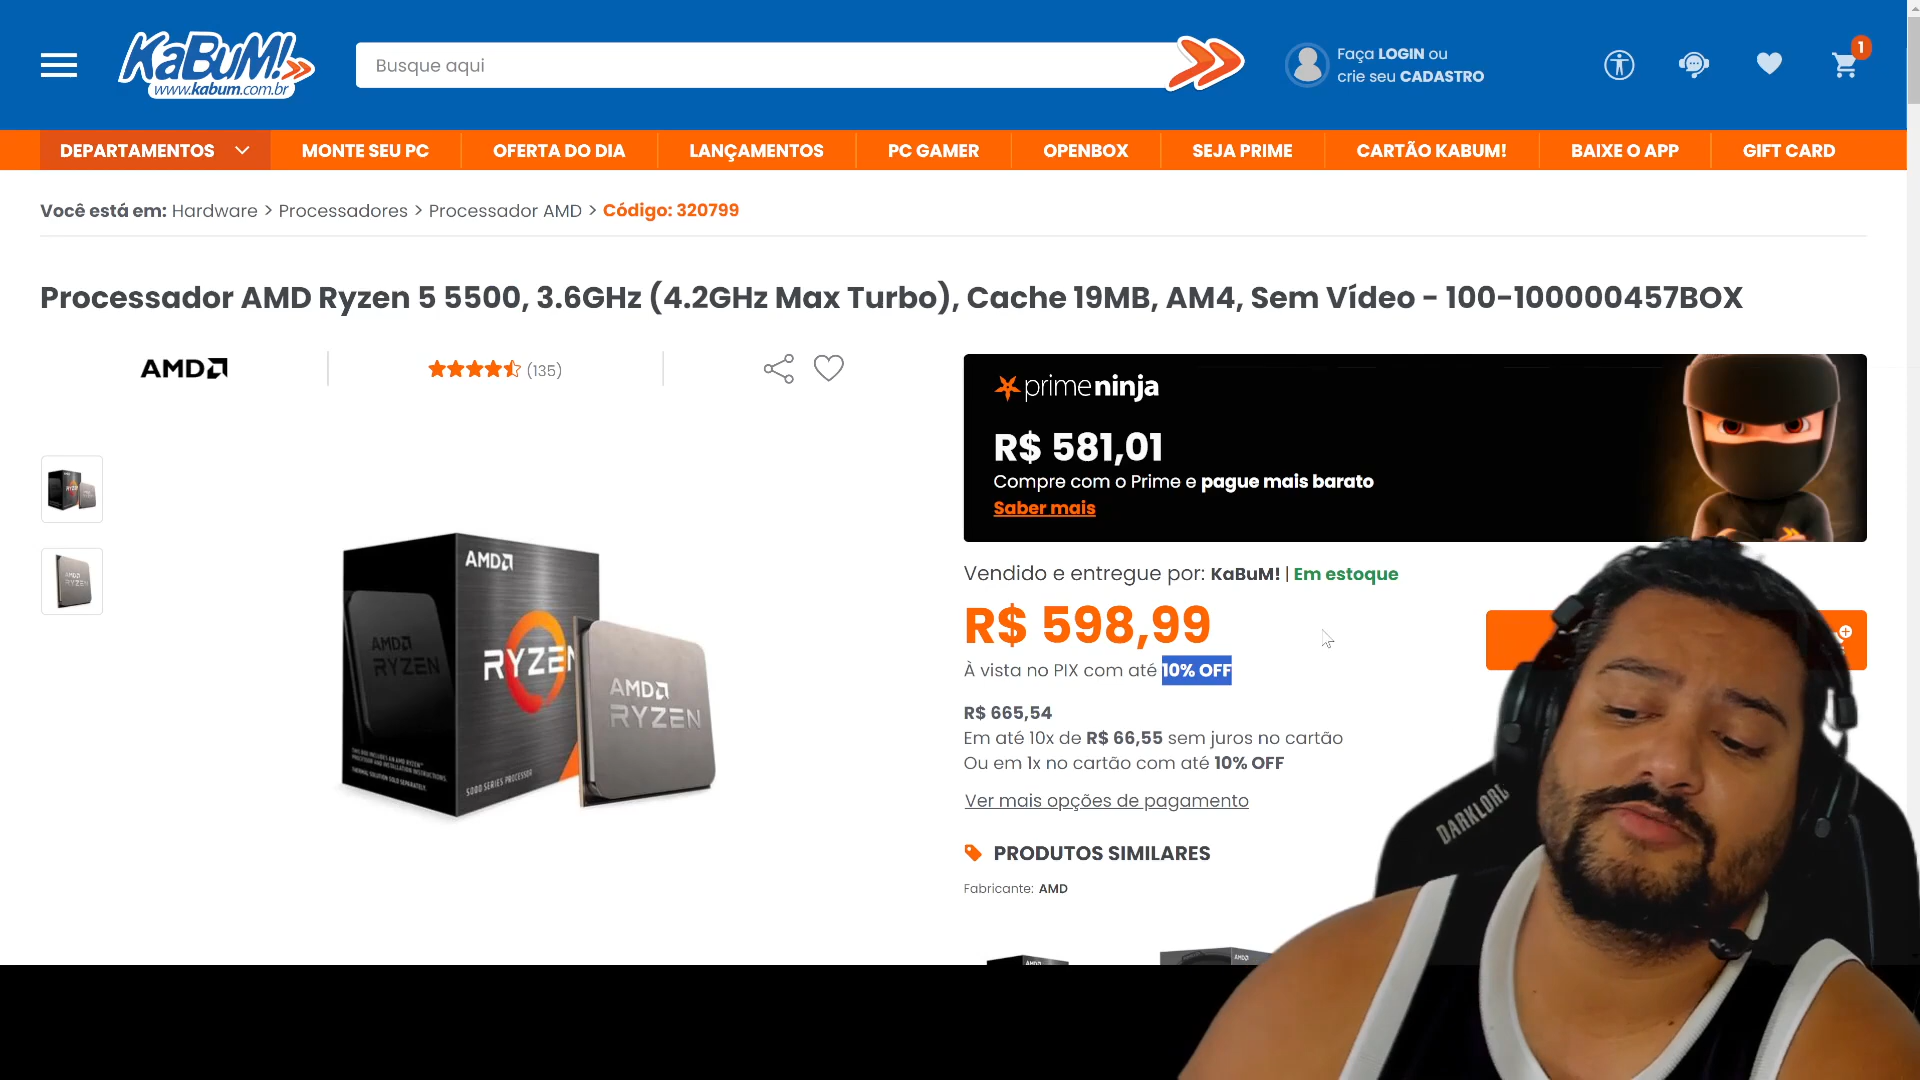 KaBuM!
www.kabum.com.br
Busque aqui
Faça LOGIN ou
crie seu CADASTRO
1
DEPARTAMENTOS
MONTE SEU PC
OFERTA DO DIA
LANÇAMENTOS
PC GAMER
OPENBOX
SEJA PRIME
CARTÃO KABUM!
BAIXE O APP
GIFT CARD
Você está em: Hardware > Processadores > Processador AMD > Código: 320799
Processador AMD Ryzen 5 5500, 3.6GHz (4.2GHz Max Turbo), Cache 19MB, AM4, Sem Vídeo - 100-100000457BOX
AMD
(135)
primeninja
R$ 581,01
Compre com o Prime e pague mais barato
Saber mais
Vendido e entregue por: KaBuM! | Em estoque
R$ 598,99
À vista no PIX com até 10% OFF
R$ 665,54
Em até 10x de R$ 66,55 sem juros no cartão
Ou em 1x no cartão com até 10% OFF
Ver mais opções de pagamento
PRODUTOS SIMILARES
Fabricante: AMD
AMD
RYZEN
AMD
RYZEN
AMD
RYZEN
5000 SERIES PROCESSOR
AMD
AMD
DARKLORD